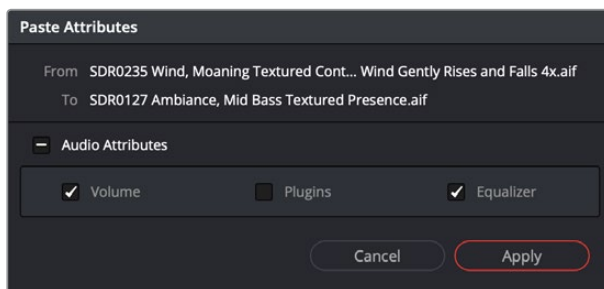 Paste Attributes
From SDR0235 Wind, Moaning Textured Cont... Wind Gently Rises and Falls 4x.aif
To SDR0127 Ambiance, Mid Bass Textured Presence.aif
Audio Attributes
Volume Plugins Equalizer
Cancel Apply